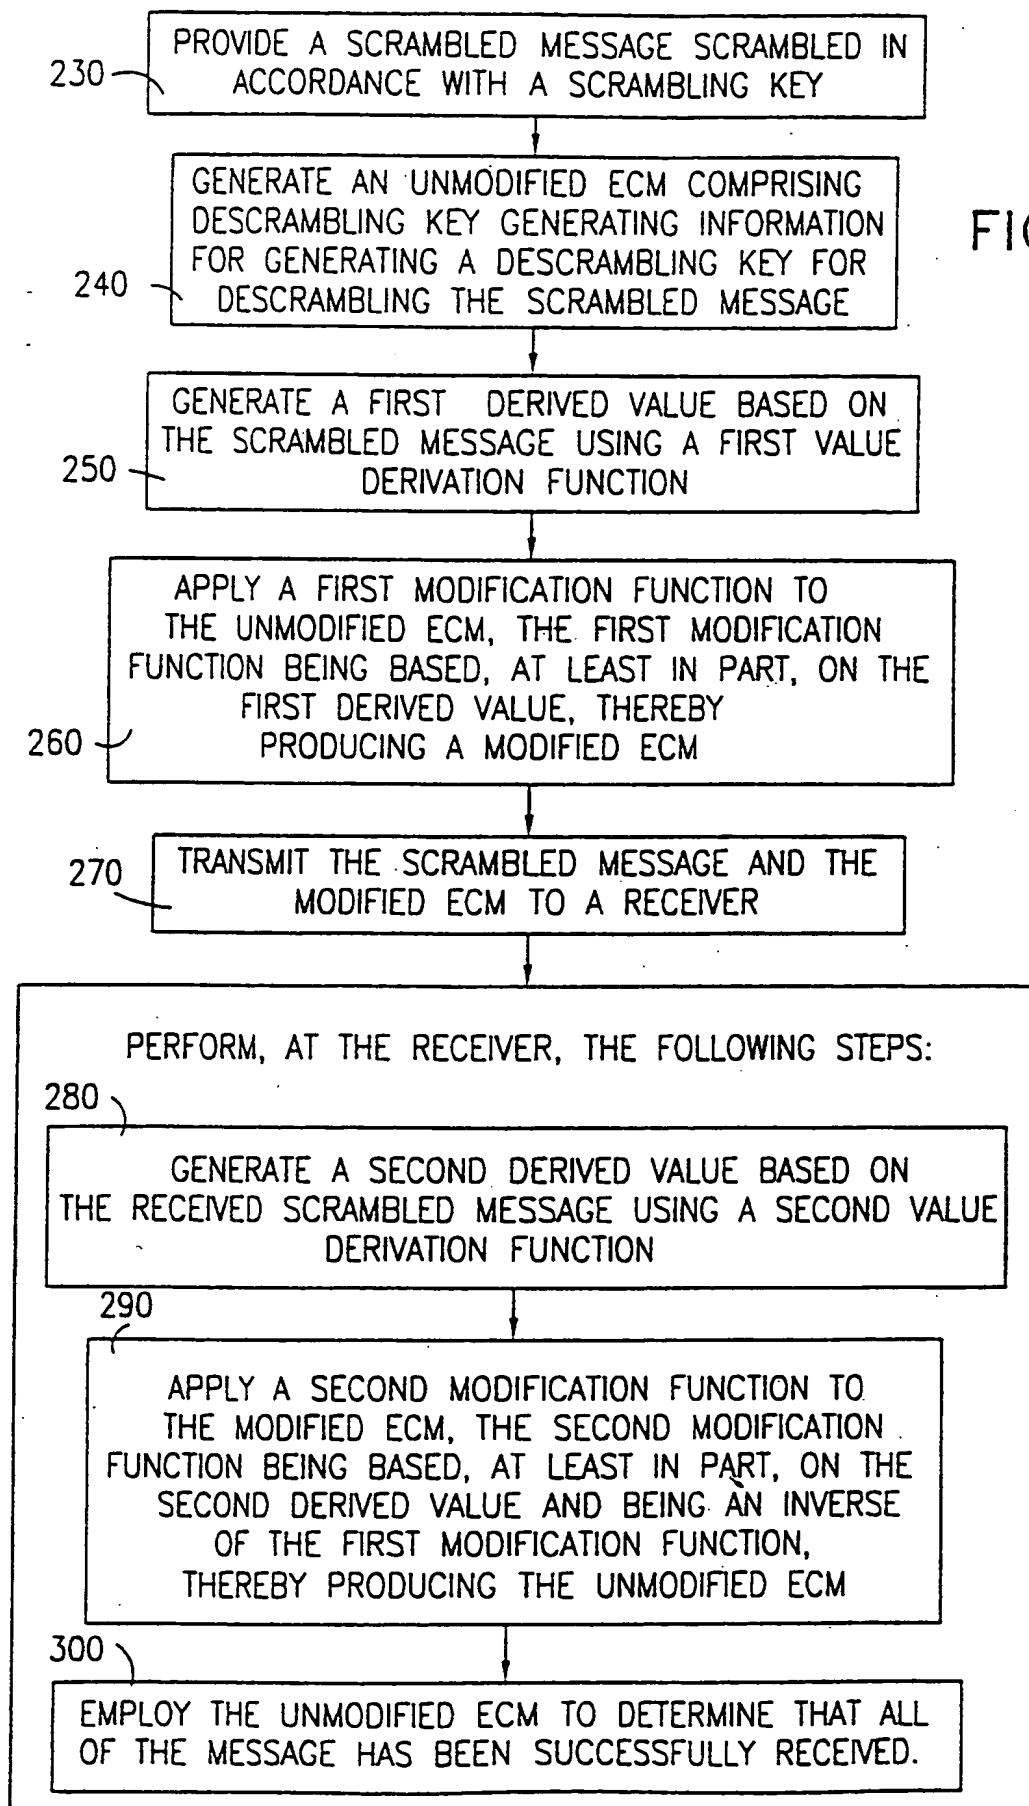 PROVIDE A SCRAMBLED MESSAGE SCRAMBLED IN
ACCORDANCE WITH A SCRAMBLING KEY
230
GENERATE AN UNMODIFIED ECM COMPRISING
DESCRAMBLING KEY GENERATING INFORMATION
FOR GENERATING A DESCRAMBLING KEY FOR
DESCRAMBLING THE SCRAMBLED MESSAGE
240
FIG
GENERATE A FIRST DERIVED VALUE BASED ON
THE SCRAMBLED MESSAGE USING A FIRST VALUE
DERIVATION FUNCTION
250
APPLY A FIRST MODIFICATION FUNCTION TO
THE UNMODIFIED ECM, THE FIRST MODIFICATION
FUNCTION BEING BASED, AT LEAST IN PART, ON THE
FIRST DERIVED VALUE, THEREBY
PRODUCING A MODIFIED ECM
260
TRANSMIT THE SCRAMBLED MESSAGE AND THE
MODIFIED ECM TO A RECEIVER
270
PERFORM, AT THE RECEIVER, THE FOLLOWING STEPS:
280
GENERATE A SECOND DERIVED VALUE BASED ON
THE RECEIVED SCRAMBLED MESSAGE USING A SECOND VALUE
DERIVATION FUNCTION
290
APPLY A SECOND MODIFICATION FUNCTION TO
THE MODIFIED ECM, THE SECOND MODIFICATION
FUNCTION BEING BASED, AT LEAST IN PART, ON THE
SECOND DERIVED VALUE AND BEING AN INVERSE
OF THE FIRST MODIFICATION FUNCTION,
THEREBY PRODUCING THE UNMODIFIED ECM
300
EMPLOY THE UNMODIFIED ECM TO DETERMINE THAT ALL
OF THE MESSAGE HAS BEEN SUCCESSFULLY RECEIVED.